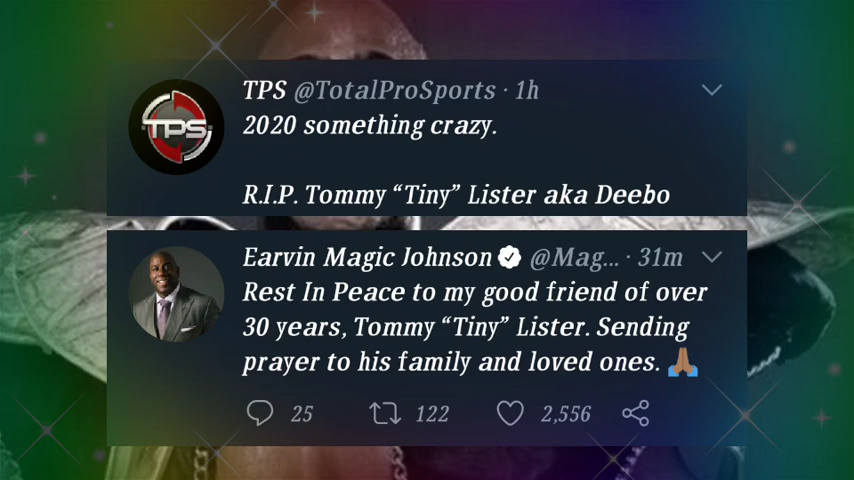 TPS
TPS @TotalProSports · 1h
2020 something crazy.
R.I.P. Tommy “Tiny” Lister aka Deebo
Earvin Magic Johnson @Mag... · 31m
Rest In Peace to my good friend of over
30 years, Tommy “Tiny” Lister. Sending
prayer to his family and loved ones. 🙏🏽
25 122 2,556